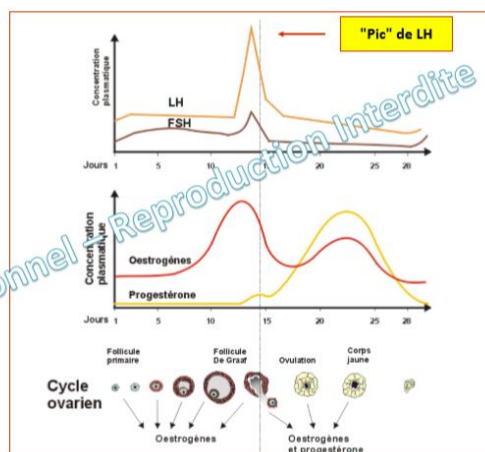 "Pic" de LH
Concentration
plasmatique
LH
FSH
Jours 1 5 10 15 20 25 28
onnel – Reproduction Interdite
Concentration
plasmatique
Oestrogènes
Progestérone
Jours 1 5 10 15 20 25 28
Follicule
primaire
Follicule
De Graaf
Ovulation
Corps
jaune
Cycle
ovarien
Oestrogènes
Oestrogènes
et progestérone